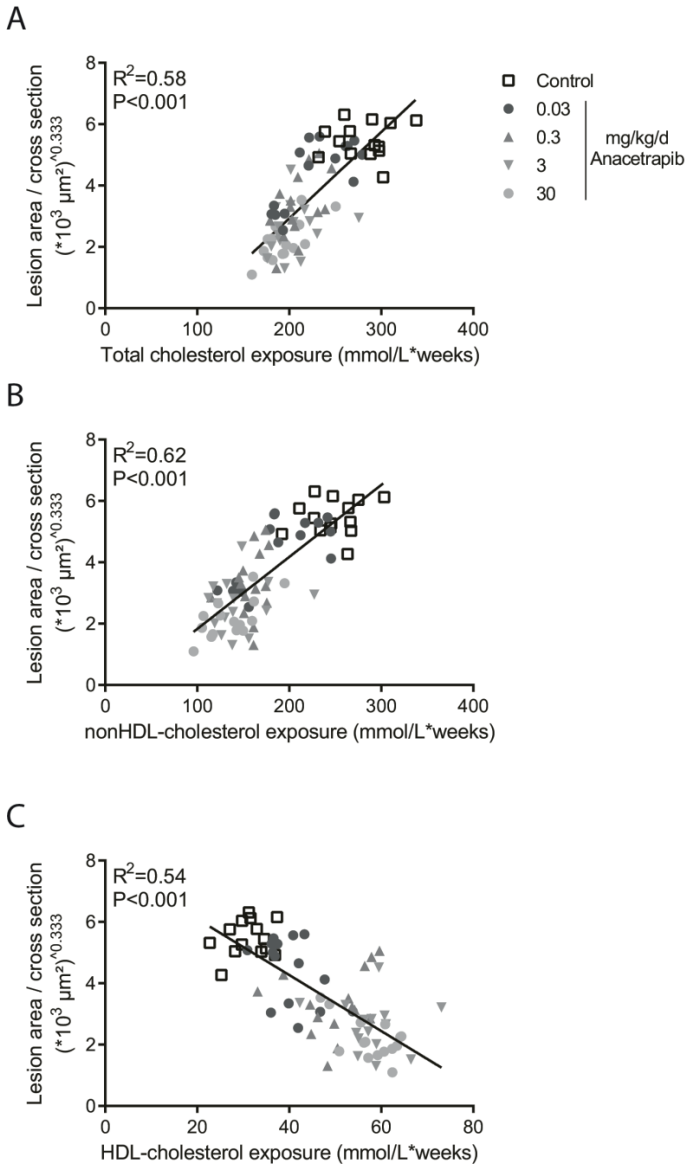 A
8
6
4
2
0
R²=0.58
P<0.001
Lesion area / cross section
(*10³ µm²)^0.333
0 100 200 300 400
Total cholesterol exposure (mmol/L*weeks)
Control
0.03
0.3
3
30
mg/kg/d
Anacetrapib
B
8
6
4
2
0
R²=0.62
P<0.001
Lesion area / cross section
(*10³ µm²)^0.333
0 100 200 300 400
nonHDL-cholesterol exposure (mmol/L*weeks)
C
8
6
4
2
0
R²=0.54
P<0.001
Lesion area / cross section
(*10³ µm²)^0.333
0 20 40 60 80
HDL-cholesterol exposure (mmol/L*weeks)